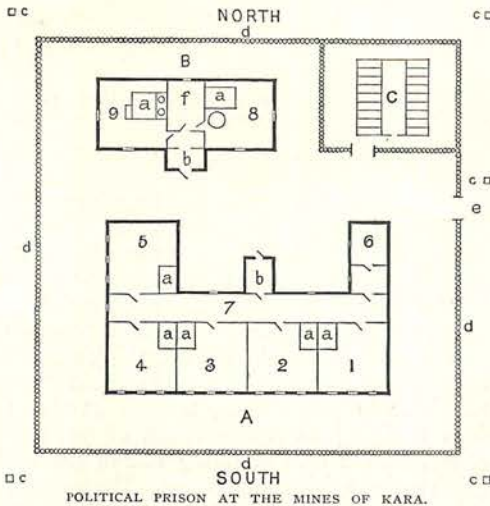 NORTH
c c
d
B
9 a f a 8 C
b
c
e
5 6
d b
a
7
d
a a a a
4 3 2 1
A
d
c SOUTH c
POLITICAL PRISON AT THE MINES OF KARA.